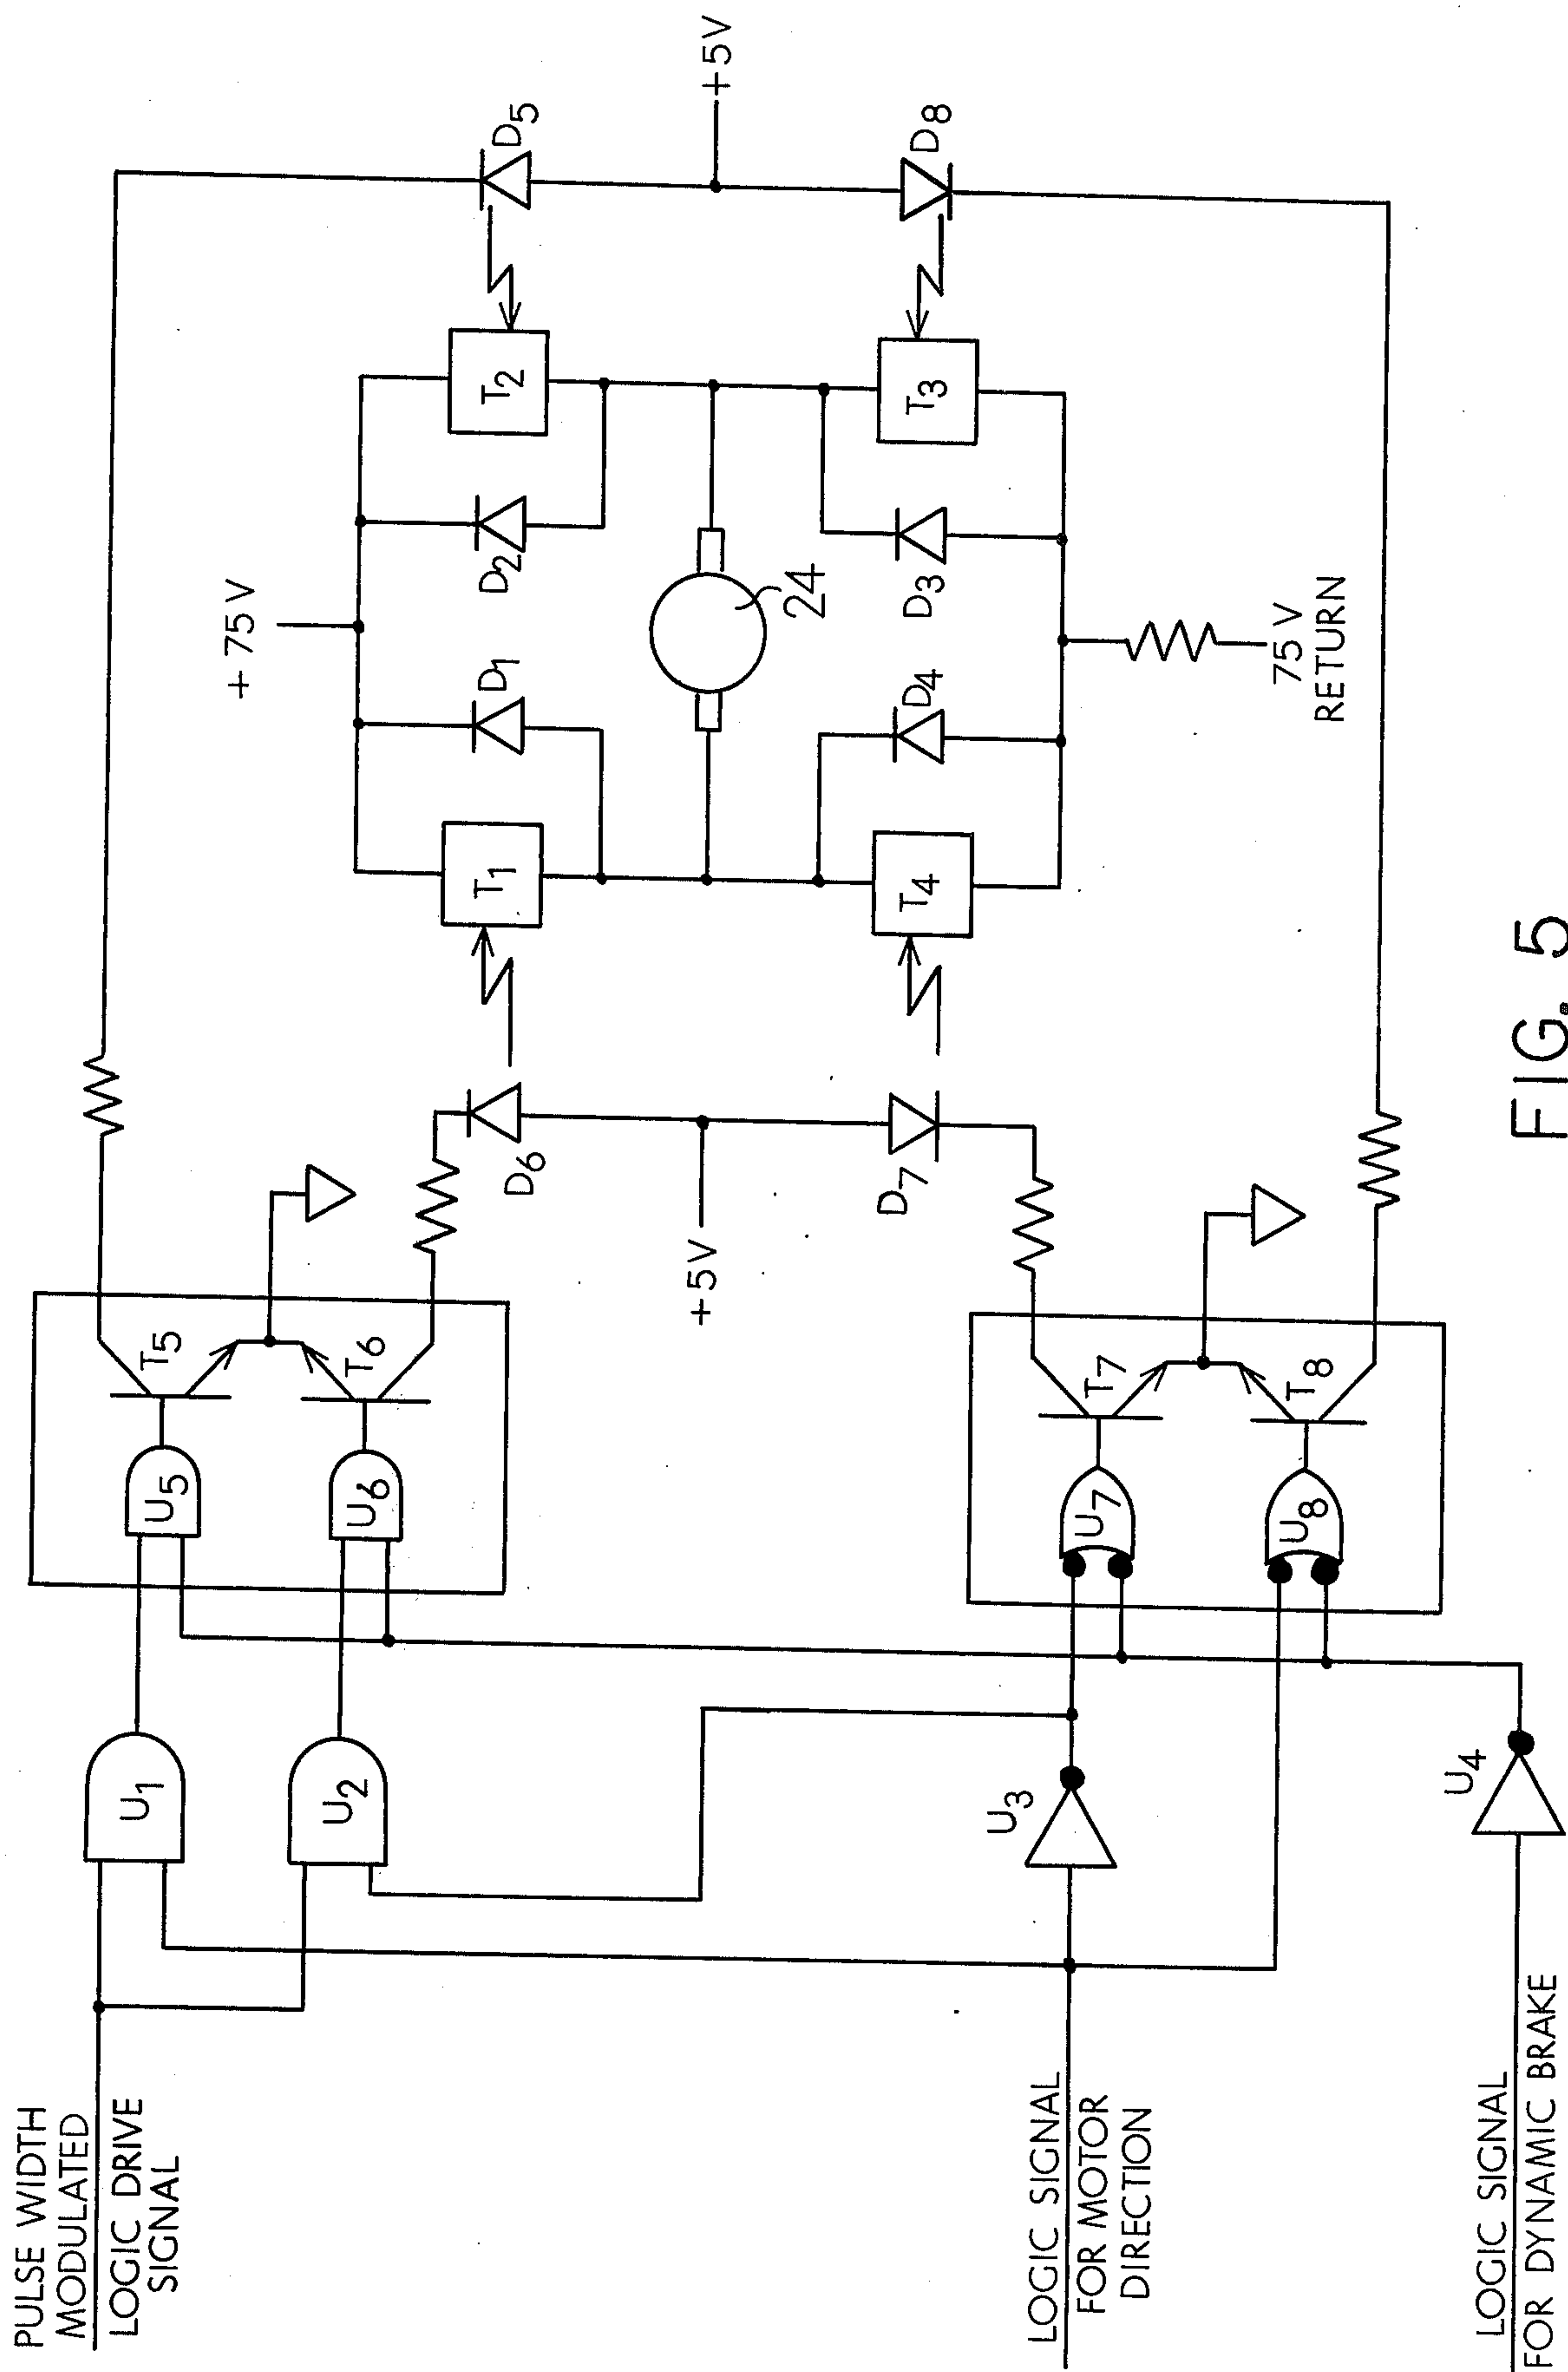 PULSE WIDTH
MODULATED
LOGIC DRIVE
SIGNAL
U1
U2
U5
U6
T5
T6
D6
+5V
D7
LOGIC SIGNAL
FOR MOTOR
DIRECTION
U3
U7
U8
T7
T8
LOGIC SIGNAL
FOR DYNAMIC BRAKE
U4
+75V
T1
D1
D2
T2
24
T4
D4
D3
T3
75 V
RETURN
D5
+5V
D8
FIG. 5